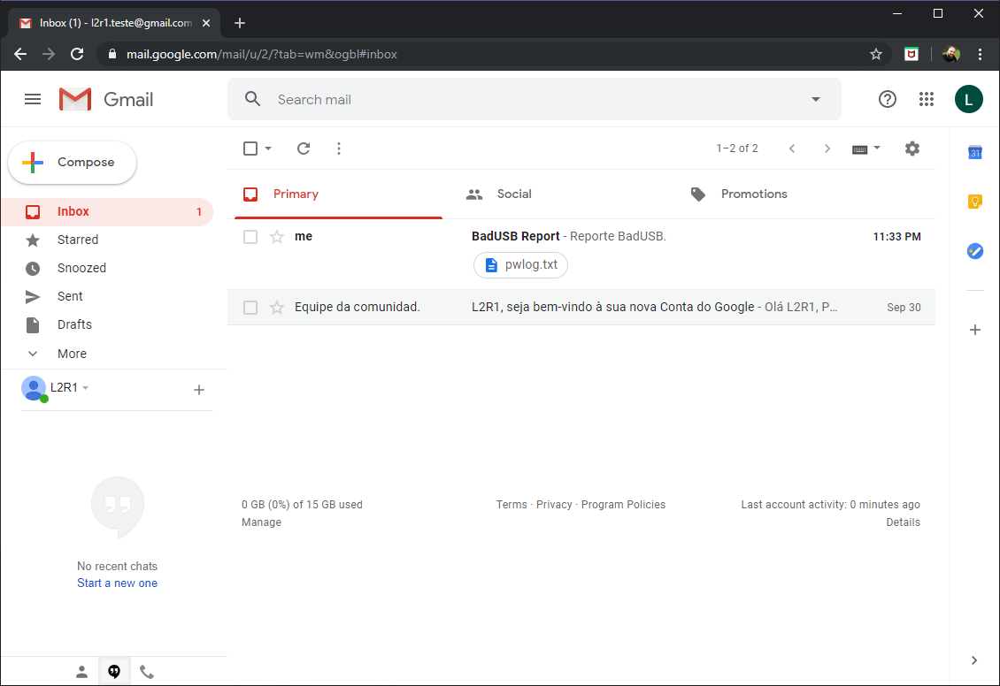 Inbox (1) - l2r1.teste@gmail.com
mail.google.com/mail/u/2/?tab=wm&ogbl#inbox
Gmail
Search mail
L
Compose
1–2 of 2
31
Inbox 1
Primary
Social
Promotions
Starred
Snoozed
Sent
Drafts
More
me
BadUSB Report - Reporte BadUSB.
11:33 PM
pwlog.txt
Equipe da comunidad.
L2R1, seja bem-vindo à sua nova Conta do Google - Olá L2R1, P…
Sep 30
L2R1
No recent chats
Start a new one
0 GB (0%) of 15 GB used
Manage
Terms · Privacy · Program Policies
Last account activity: 0 minutes ago
Details